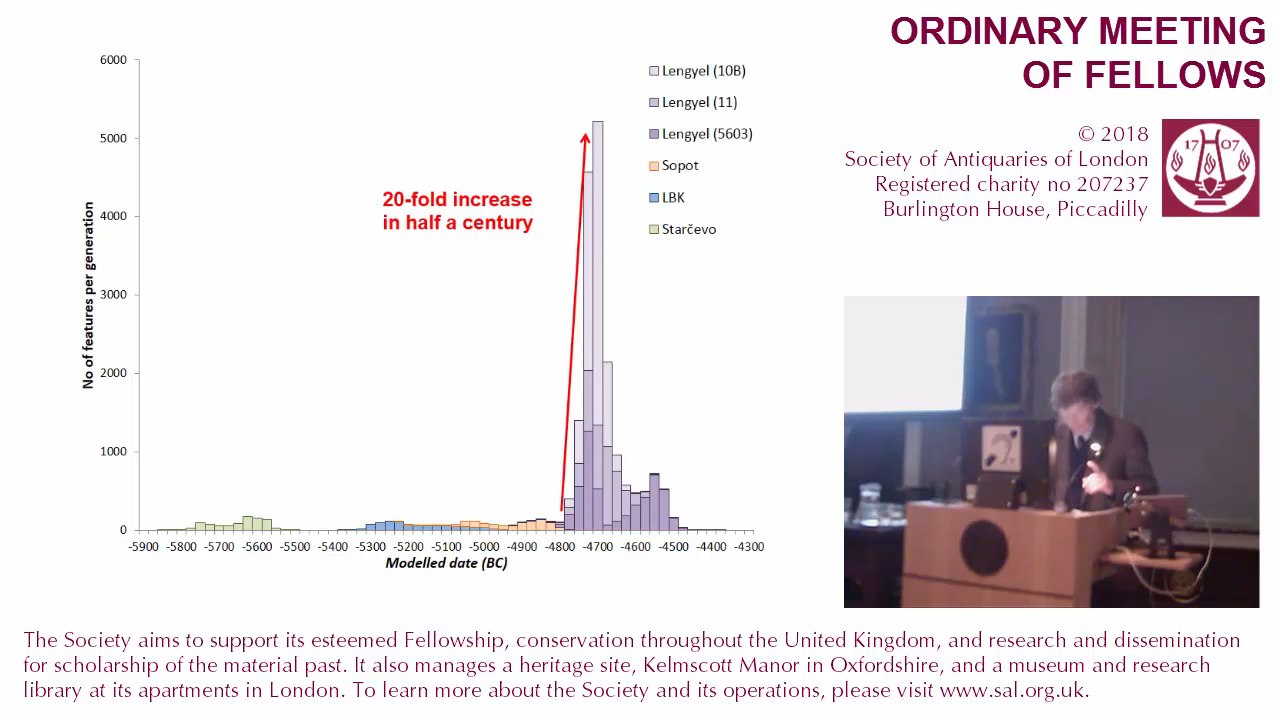 ORDINARY MEETING
OF FELLOWS
© 2018
Society of Antiquaries of London
Registered charity no 207237
Burlington House, Piccadilly
1707
No of features per generation
6000
5000
4000
3000
2000
1000
0
20-fold increase
in half a century
Lengyel (10B)
Lengyel (11)
Lengyel (5603)
Sopot
LBK
Starčevo
-5900 -5800 -5700 -5600 -5500 -5400 -5300 -5200 -5100 -5000 -4900 -4800 -4700 -4600 -4500 -4400 -4300
Modelled date (BC)
The Society aims to support its esteemed Fellowship, conservation throughout the United Kingdom, and research and dissemination
for scholarship of the material past. It also manages a heritage site, Kelmscott Manor in Oxfordshire, and a museum and research
library at its apartments in London. To learn more about the Society and its operations, please visit www.sal.org.uk.